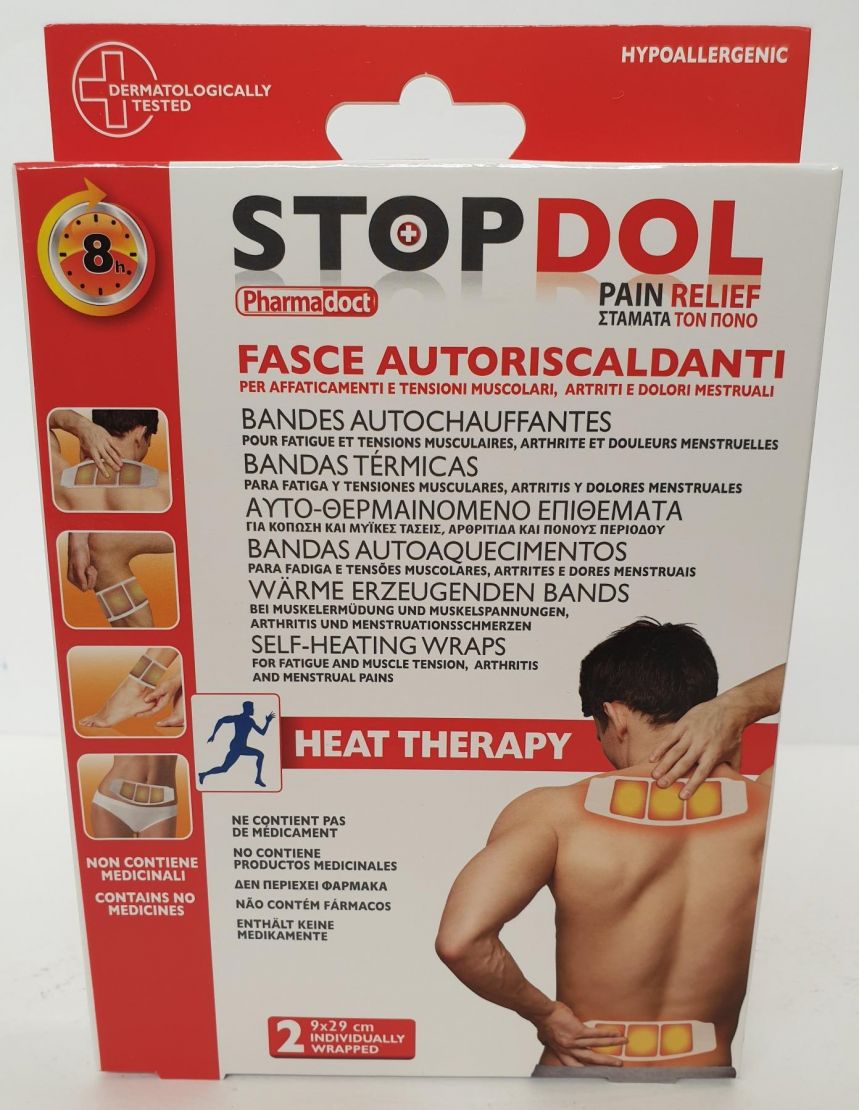 DERMATOLOGICALLY
TESTED
HYPOALLERGENIC
8h.
STOPDOL
Pharmadoct
PAIN RELIEF
ΣΤΑΜΑΤΑ ΤΟΝ ΠΟΝΟ
FASCE AUTORISCALDANTI
PER AFFATICAMENTI E TENSIONI MUSCOLARI, ARTRITI E DOLORI MESTRUALI
BANDES AUTOCHAUFFANTES
POUR FATIGUE ET TENSIONS MUSCULAIRES, ARTHRITE ET DOULEURS MENSTRUELLES
BANDAS TÉRMICAS
PARA FATIGA Y TENSIONES MUSCULARES, ARTRITIS Y DOLORES MENSTRUALES
ΑΥΤΟ-ΘΕΡΜΑΙΝΟΜΕΝΟ ΕΠΙΘΕΜΑΤΑ
ΓΙΑ ΚΟΠΩΣΗ ΚΑΙ ΜΥΪΚΕΣ ΤΑΣΕΙΣ, ΑΡΘΡΙΤΙΔΑ ΚΑΙ ΠΟΝΟΥΣ ΠΕΡΙΟΔΟΥ
BANDAS AUTOAQUECIMENTOS
PARA FADIGA E TENSÕES MUSCOLARES, ARTRITES E DORES MENSTRUAIS
WÄRME ERZEUGENDEN BANDS
BEI MUSKELERMÜDUNG UND MUSKELSPANNUNGEN,
ARTHRITIS UND MENSTRUATIONSSCHMERZEN
SELF-HEATING WRAPS
FOR FATIGUE AND MUSCLE TENSION, ARTHRITIS
AND MENSTRUAL PAINS
HEAT THERAPY
NON CONTIENE
MEDICINALI
CONTAINS NO
MEDICINES
NE CONTIENT PAS
DE MÉDICAMENT
NO CONTIENE
PRODUCTOS MEDICINALES
ΔΕΝ ΠΕΡΙΕΧΕΙ ΦΑΡΜΑΚΑ
NÃO CONTÉM FÁRMACOS
ENTHÄLT KEINE
MEDIKAMENTE
2 9x29 cm
INDIVIDUALLY
WRAPPED